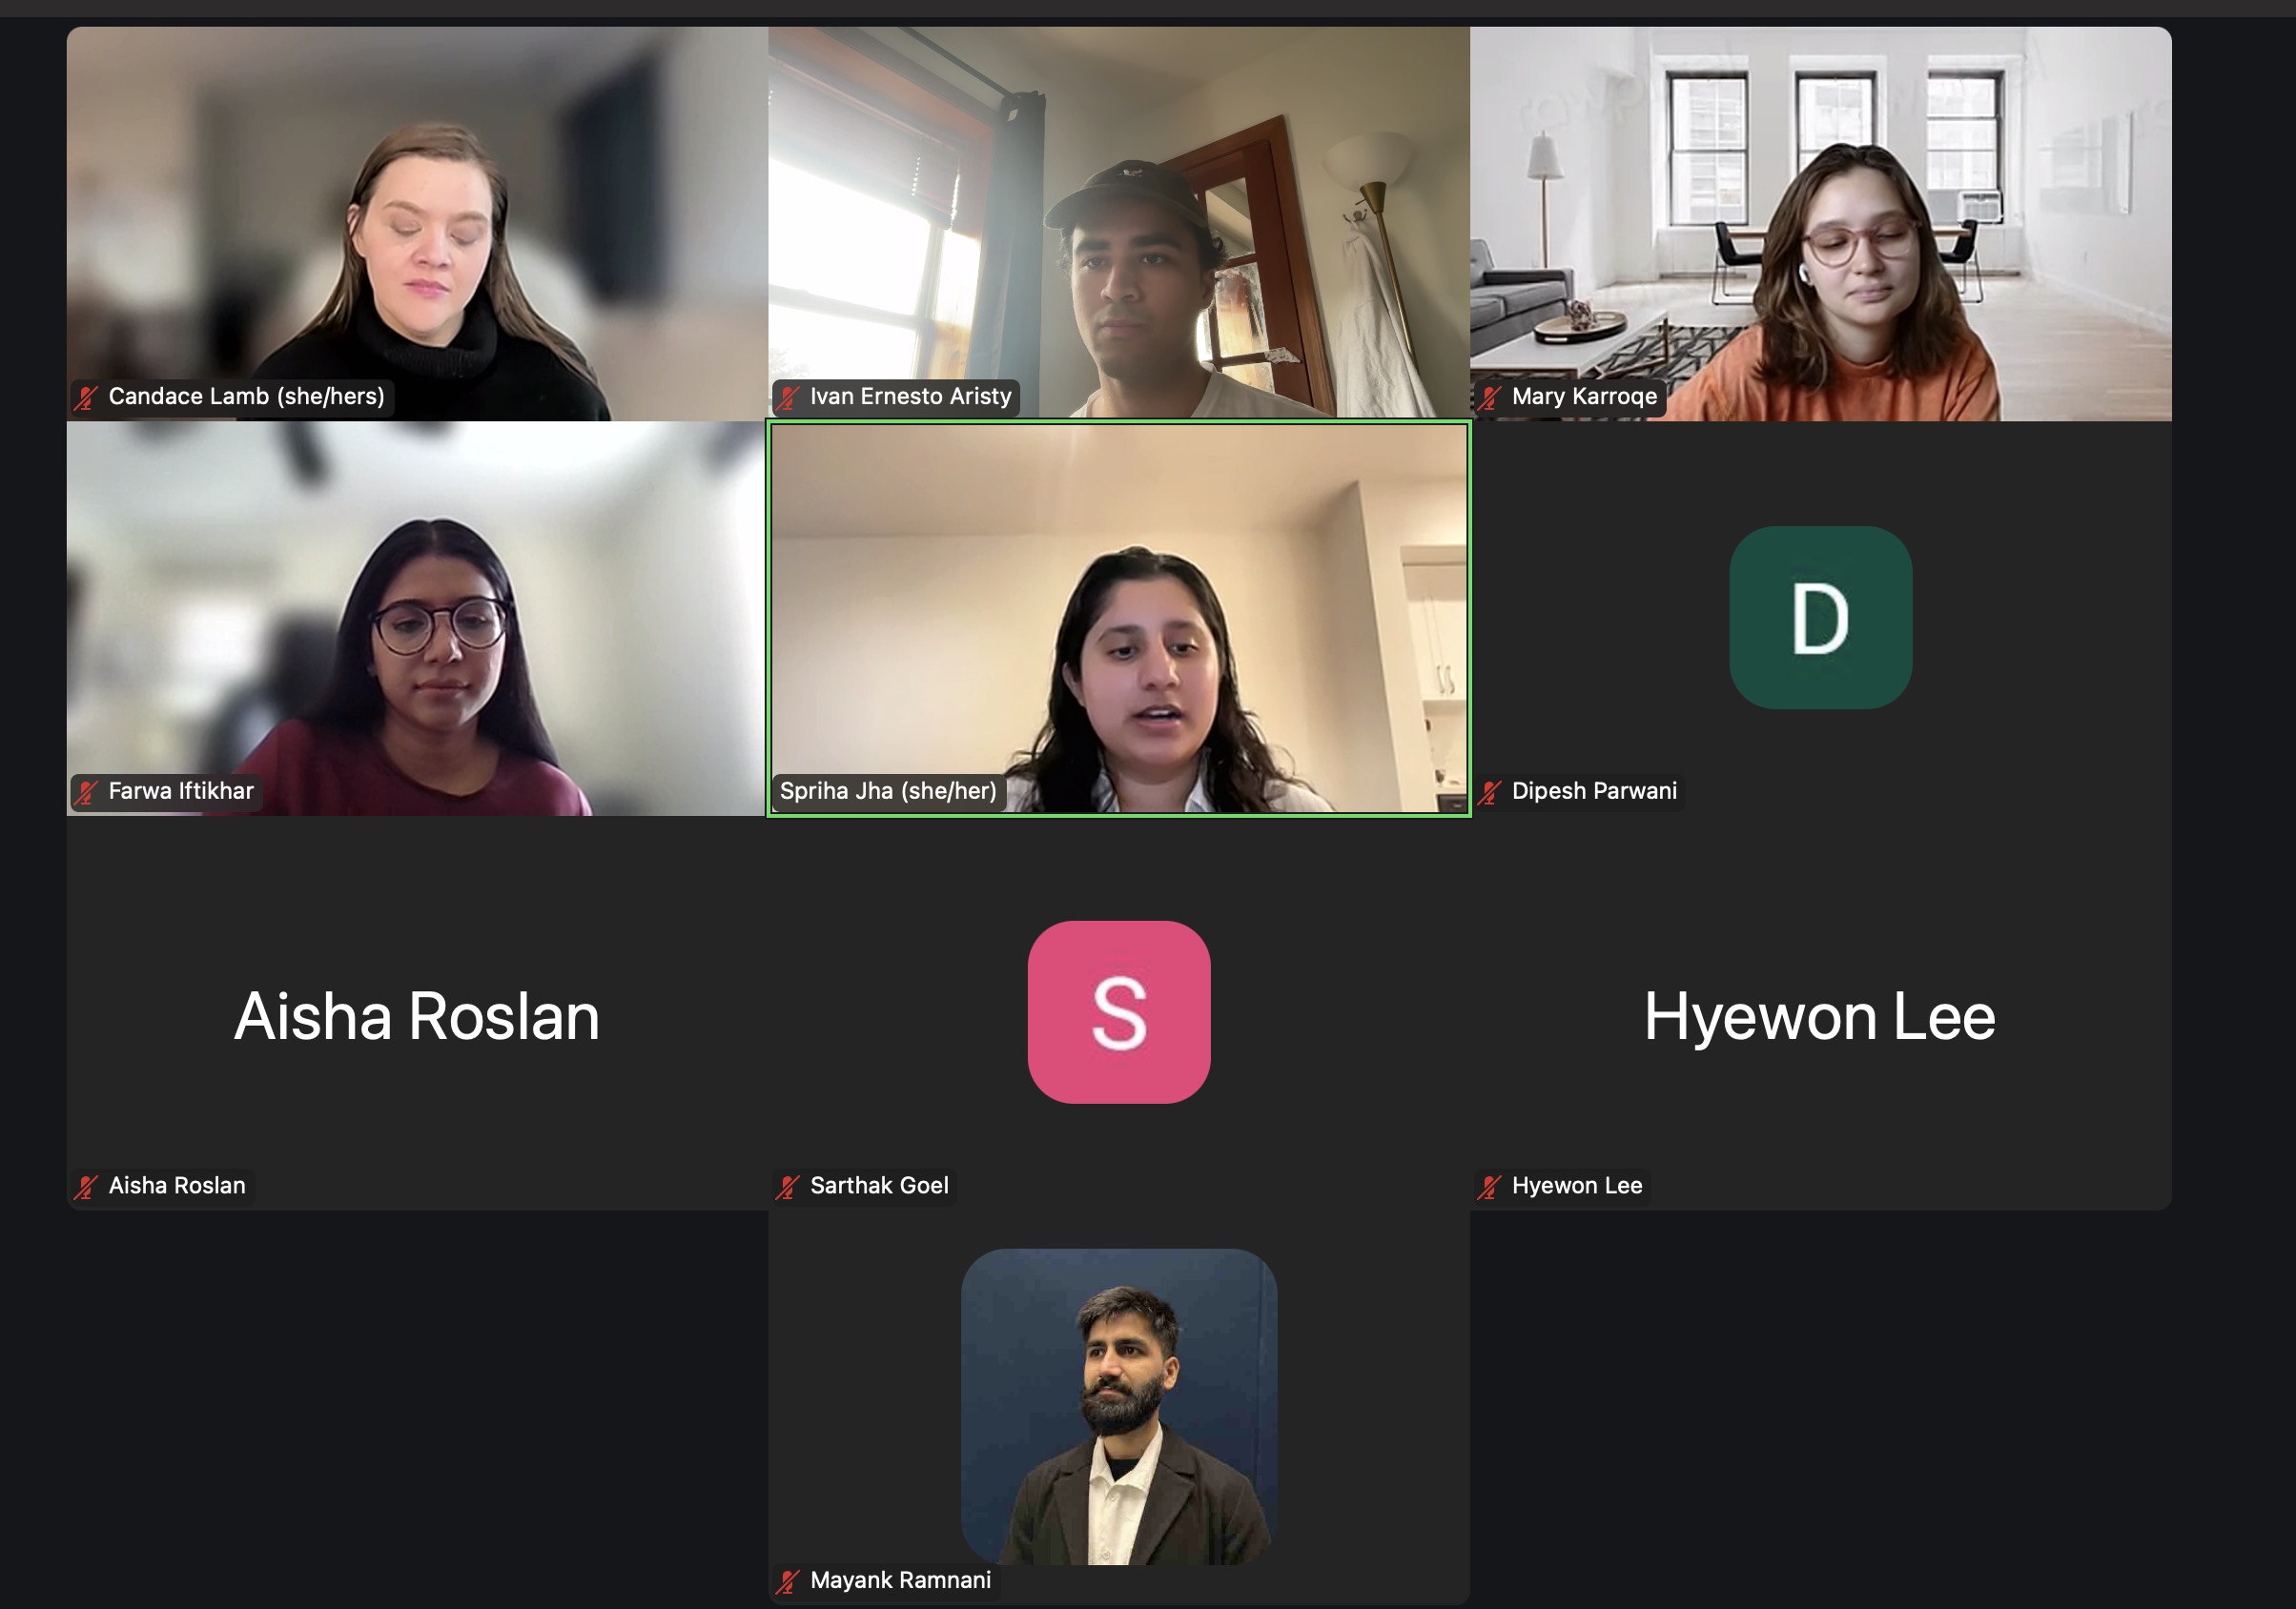 Candace Lamb (she/hers)
Ivan Ernesto Aristy
Mary Karroqe
Farwa Iftikhar
Spriha Jha (she/her)
D
Dipesh Parwani
Aisha Roslan
S
Hyewon Lee
Aisha Roslan
Sarthak Goel
Hyewon Lee
Mayank Ramnani